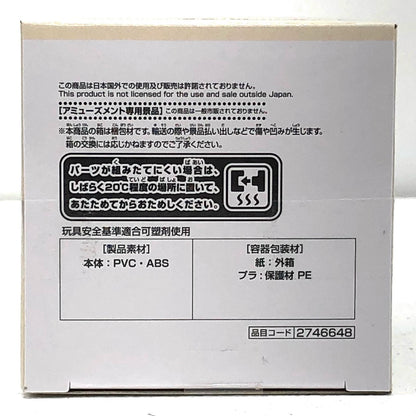 この商品は日本国外での使用及び販売は許諾されておりません。
This product is not licensed for the use and sale outside Japan.
【アミューズメント専用景品】この商品は一般市販されておりません。
※本商品の箱は梱包材です。輸送の際や景品払い出しなどで傷や凹みが生じます。
箱の交換には応じかねますのでご了承ください。
パーツが組みたてにくい場合は、
しばらく20℃程度の場所に置いて、
あたためてからおためしください。
玩具安全基準適合可塑剤使用
【製品素材】
本体：PVC・ABS
【容器包装材】
紙：外箱
プラ：保護材 PE
品目コード 2746648